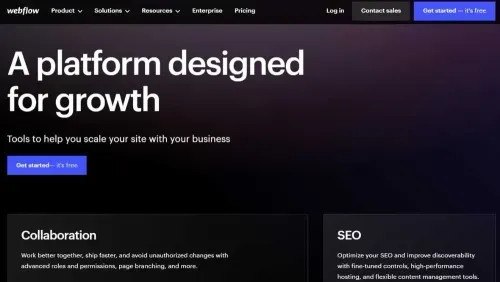 webflow Product Solutions Resources Enterprise Pricing Log in Contact sales Get started — it's free
A platform designed
for growth
Tools to help you scale your site with your business
Get started— it's free
Collaboration
Work better together, ship faster, and avoid unauthorized changes with
advanced roles and permissions, page branching, and more.
SEO
Optimize your SEO and improve discoverability
with fine-tuned controls, high-performance
hosting, and flexible content management tools.